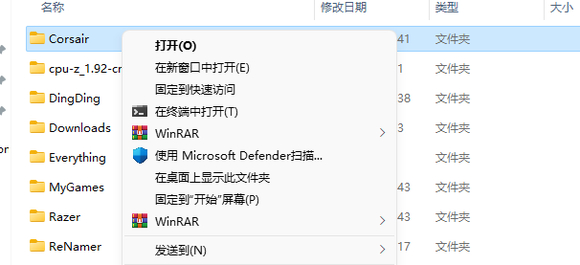 名称 修改日期 类型 大小
Corsair 打开(O) 41 文件夹
在新窗口中打开(E)
cpu-z_1.92-cn 1 文件夹
固定到快速访问
DingDing 在终端中打开(T) 38 文件夹
Downloads WinRAR 3 文件夹
Everything 使用 Microsoft Defender扫描... 文件夹
在桌面上显示此文件夹
MyGames 43 文件夹
固定到"开始"屏幕(P)
Razer WinRAR 43 文件夹
ReNamer 发送到(N) 17 文件夹